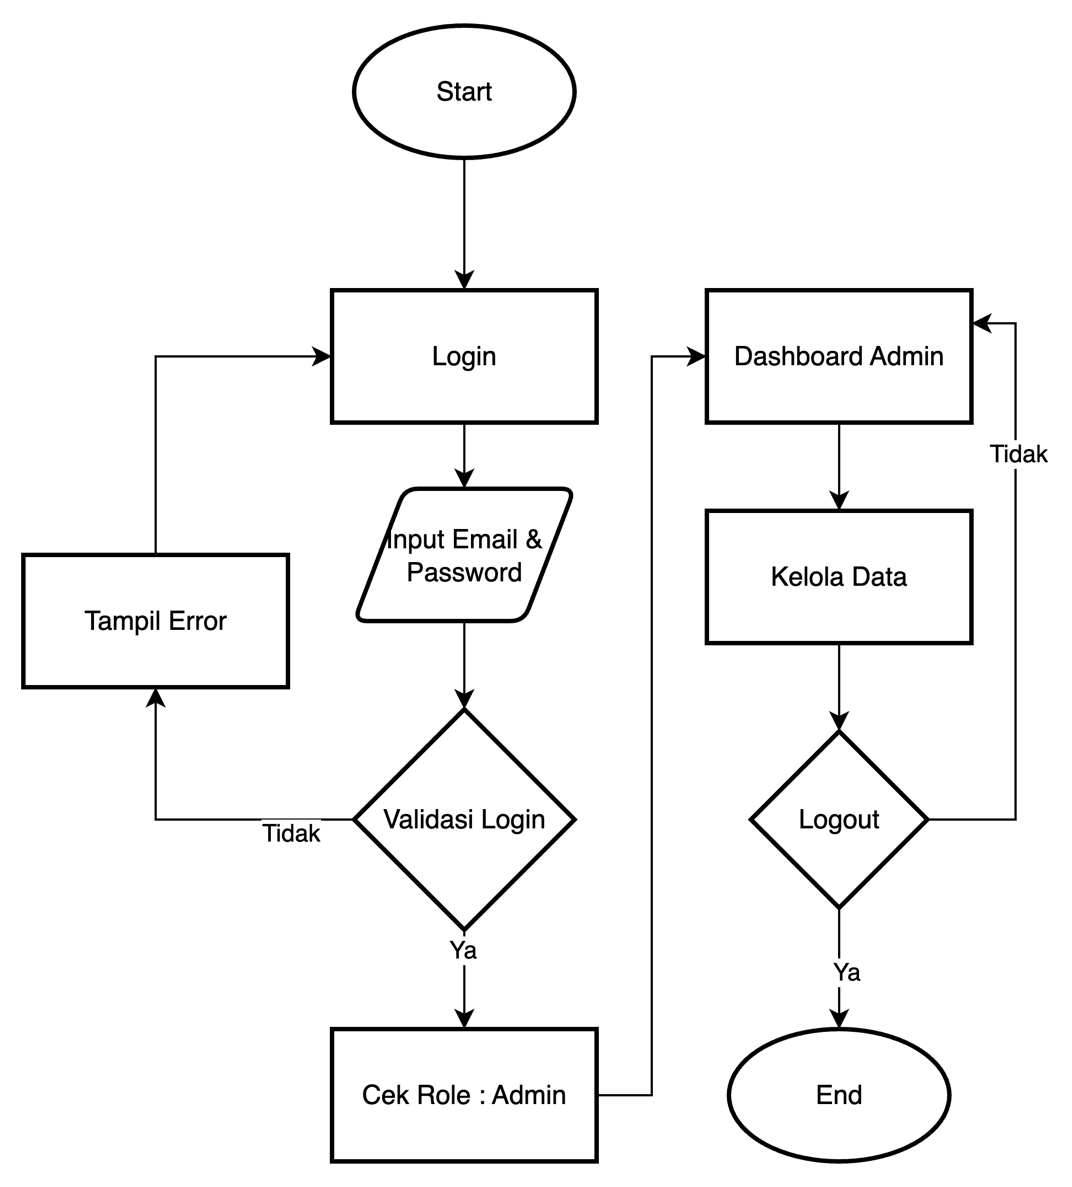 Start
Login
Input Email &
Password
Tampil Error
Validasi Login
Tidak
Ya
Cek Role : Admin
Dashboard Admin
Tidak
Kelola Data
Logout
Ya
End